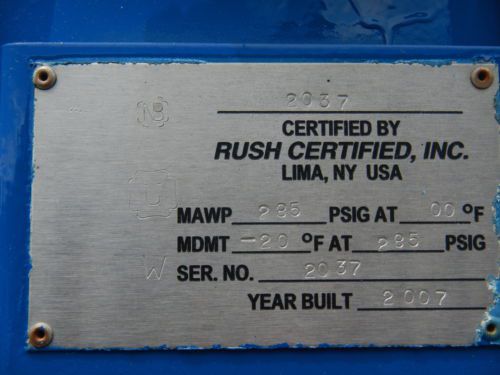 NB 2037
CERTIFIED BY
RUSH CERTIFIED, INC.
LIMA, NY USA
U
MAWP 285 PSIG AT 00 °F
MDMT -20 °F AT 285 PSIG
W SER. NO. 2037
YEAR BUILT 2007